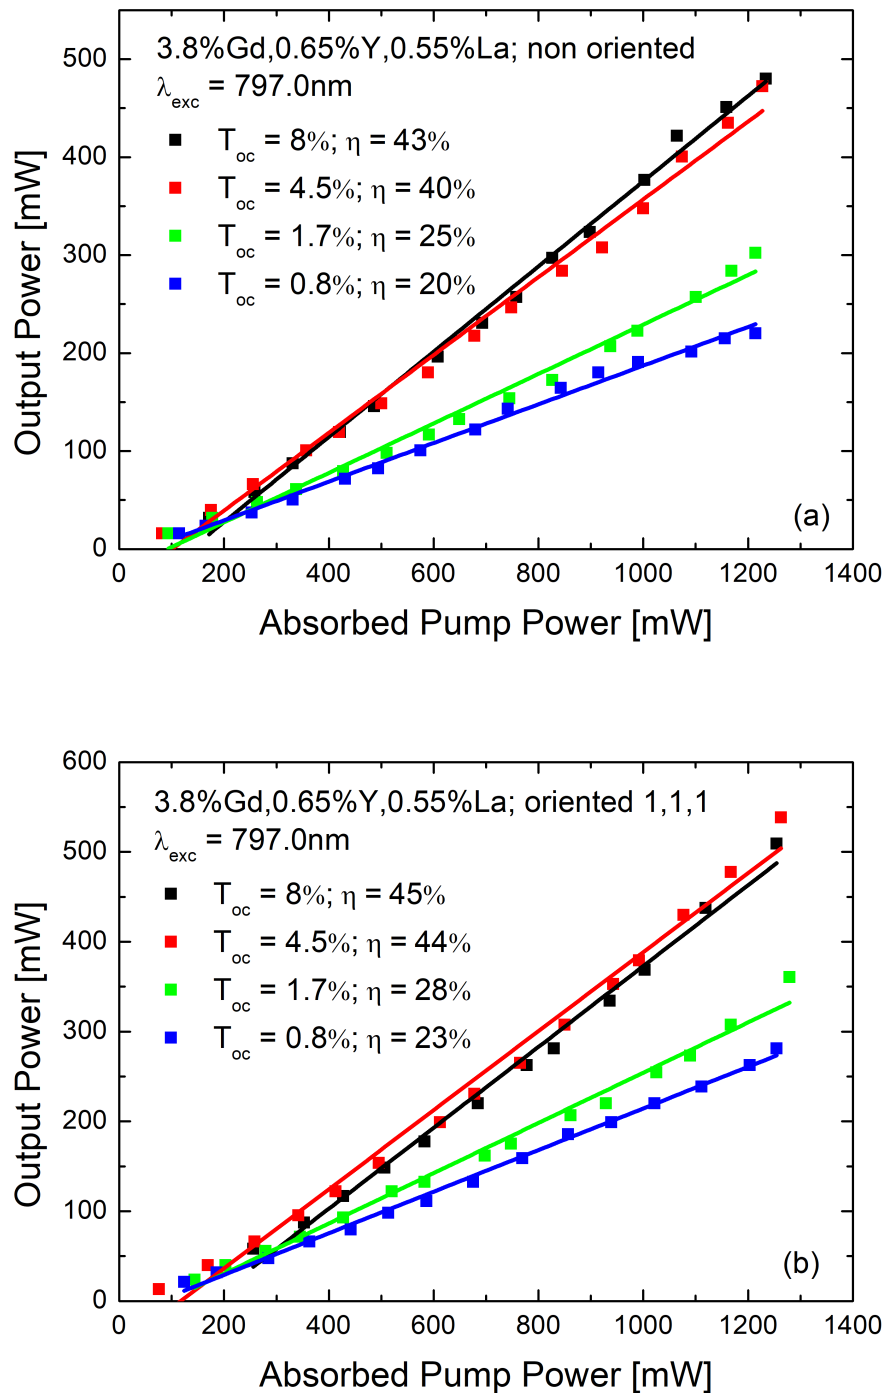 3.8%Gd,0.65%Y,0.55%La; non oriented
λexc = 797.0nm
Toc = 8%; η = 43%
Toc = 4.5%; η = 40%
Toc = 1.7%; η = 25%
Toc = 0.8%; η = 20%
500
400
300
200
100
0
Output Power [mW]
(a)
0 200 400 600 800 1000 1200 1400
Absorbed Pump Power [mW]
3.8%Gd,0.65%Y,0.55%La; oriented 1,1,1
λexc = 797.0nm
Toc = 8%; η = 45%
Toc = 4.5%; η = 44%
Toc = 1.7%; η = 28%
Toc = 0.8%; η = 23%
600
500
400
300
200
100
0
Output Power [mW]
(b)
0 200 400 600 800 1000 1200 1400
Absorbed Pump Power [mW]